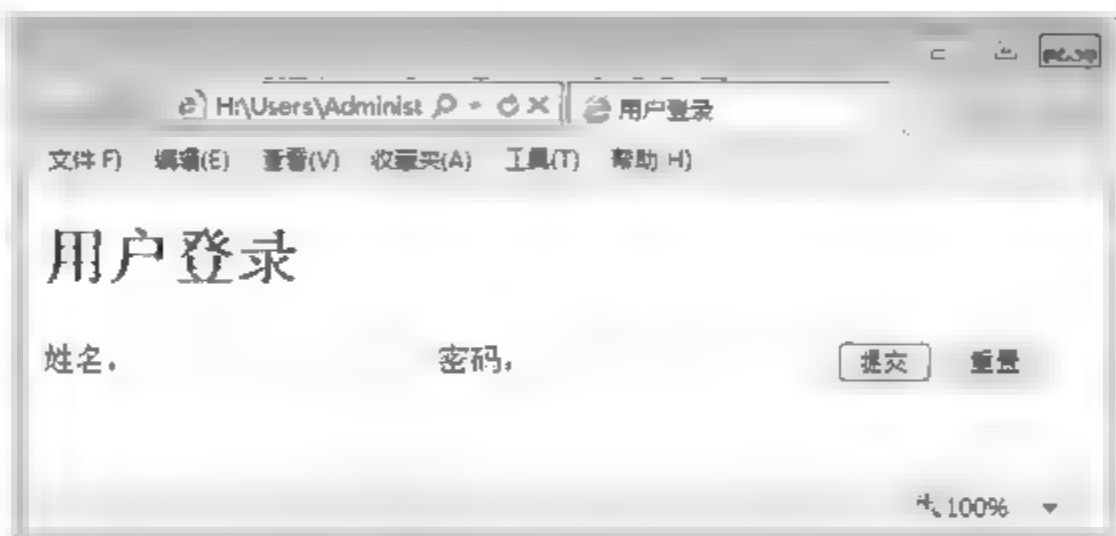 H:\Users\Administ 用户登录
文件 F) 编辑(E) 查看(V) 收藏夹(A) 工具(T) 帮助 H)
用户登录
姓名: 密码: 提交 重置
100%